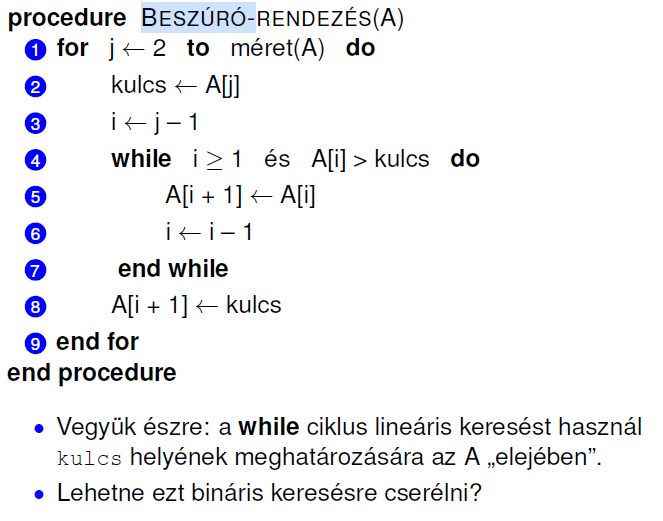 procedure BESZÚRÓ-RENDEZÉS(A)
1 for j ← 2 to méret(A) do
2 kulcs ← A[j]
3 i ← j – 1
4 while i ≥ 1 és A[i] > kulcs do
5 A[i + 1] ← A[i]
6 i ← i – 1
7 end while
8 A[i + 1] ← kulcs
9 end for
end procedure
• Vegyük észre: a while ciklus lineáris keresést használ
kulcs helyének meghatározására az A „elejében”.
• Lehetne ezt bináris keresésre cserélni?